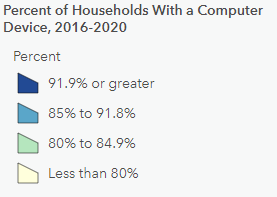 Percent of Households With a Computer
Device, 2016-2020
Percent
91.9% or greater
85% to 91.8%
80% to 84.9%
Less than 80%